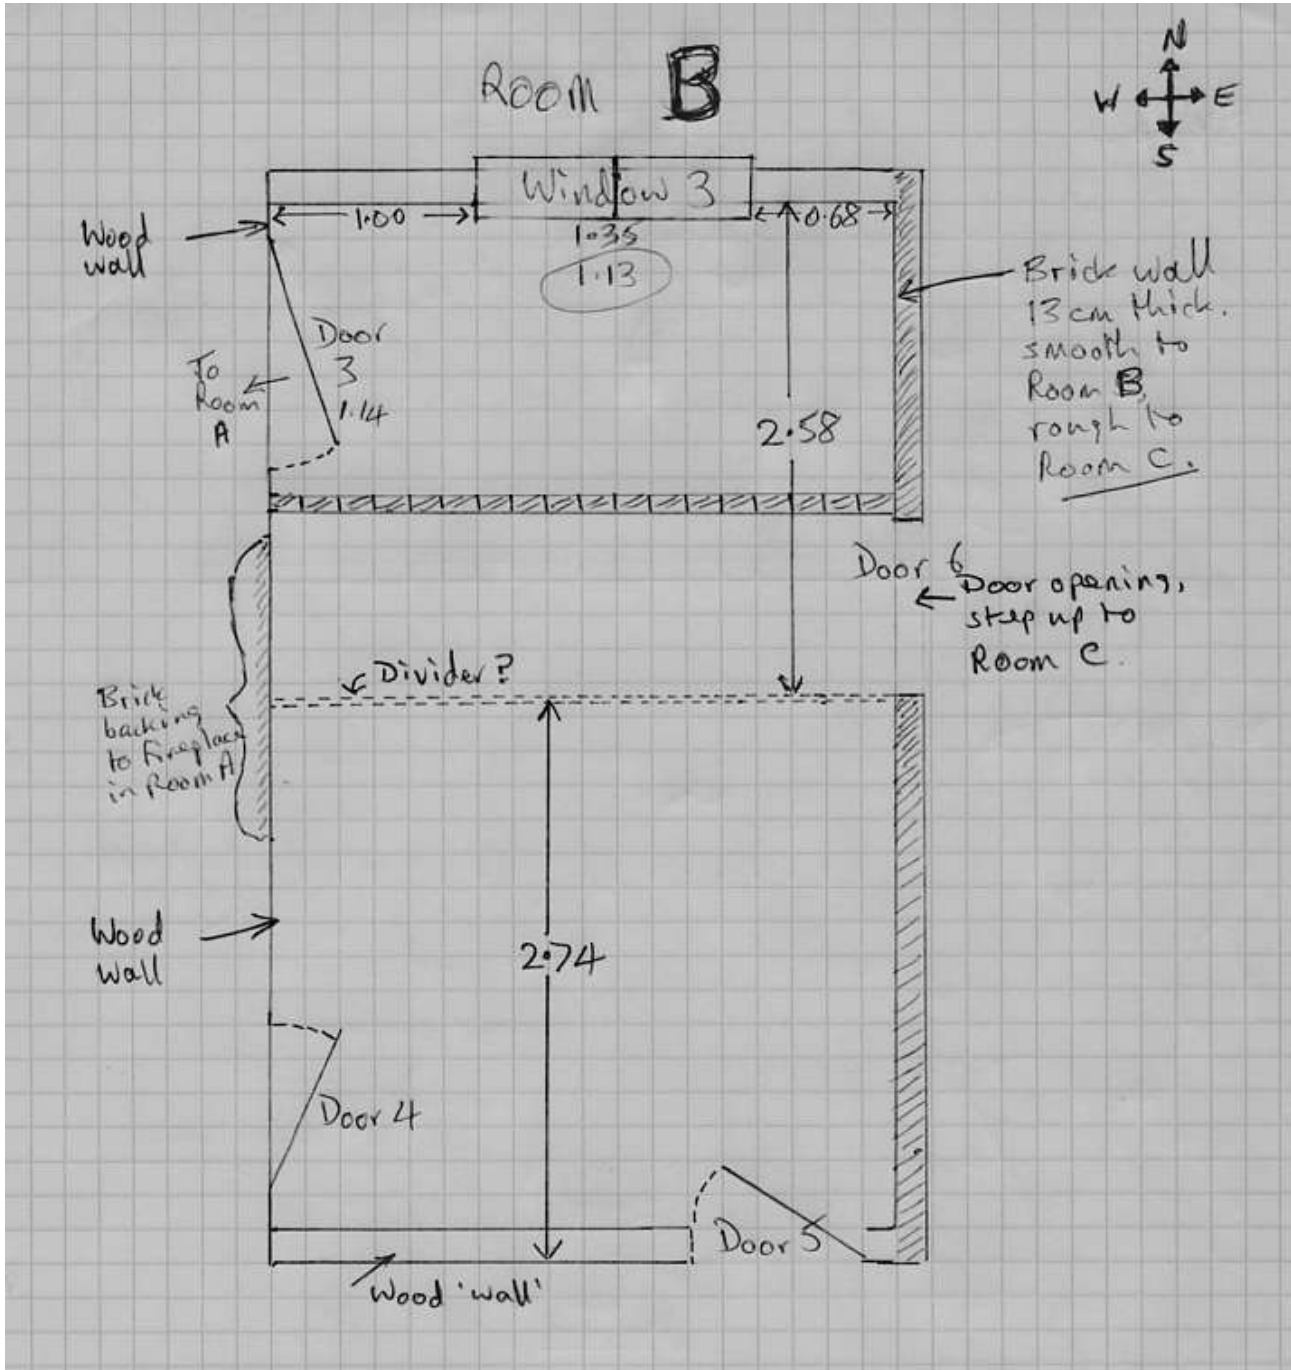 Room B
N
W E
S
Window 3
1.00
0.68
1.35
1.13
Wood
wall
Door
3
1.14
To
Room
A
2.58
Brick wall
13 cm thick.
smooth to
Room B,
rough to
Room C.
Door 6
Door opening,
step up to
Room C.
Divider?
Brick
backing
to fireplace
in Room A
Wood
wall
2.74
Door 4
Door 5
Wood 'wall'